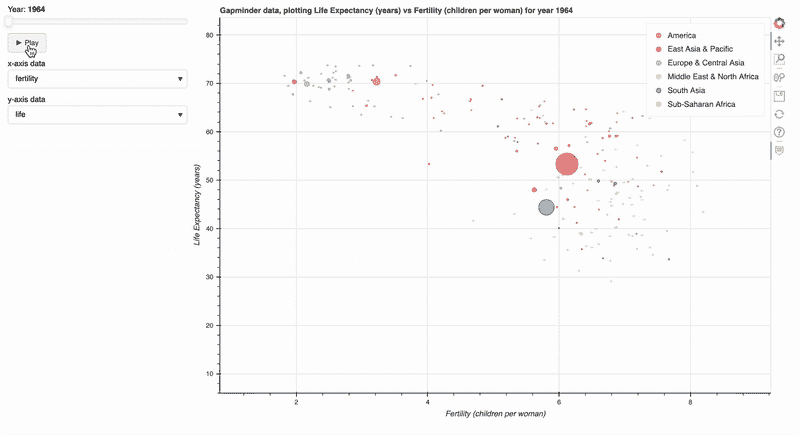 Year: 1964
► Play
x-axis data
fertility
y-axis data
life
Gapminder data, plotting Life Expectancy (years) vs Fertility (children per woman) for year 1964
America
East Asia & Pacific
Europe & Central Asia
Middle East & North Africa
South Asia
Sub-Saharan Africa
80
70
60
50
40
30
20
10
Life Expectancy (years)
2 4 6 8
Fertility (children per woman)